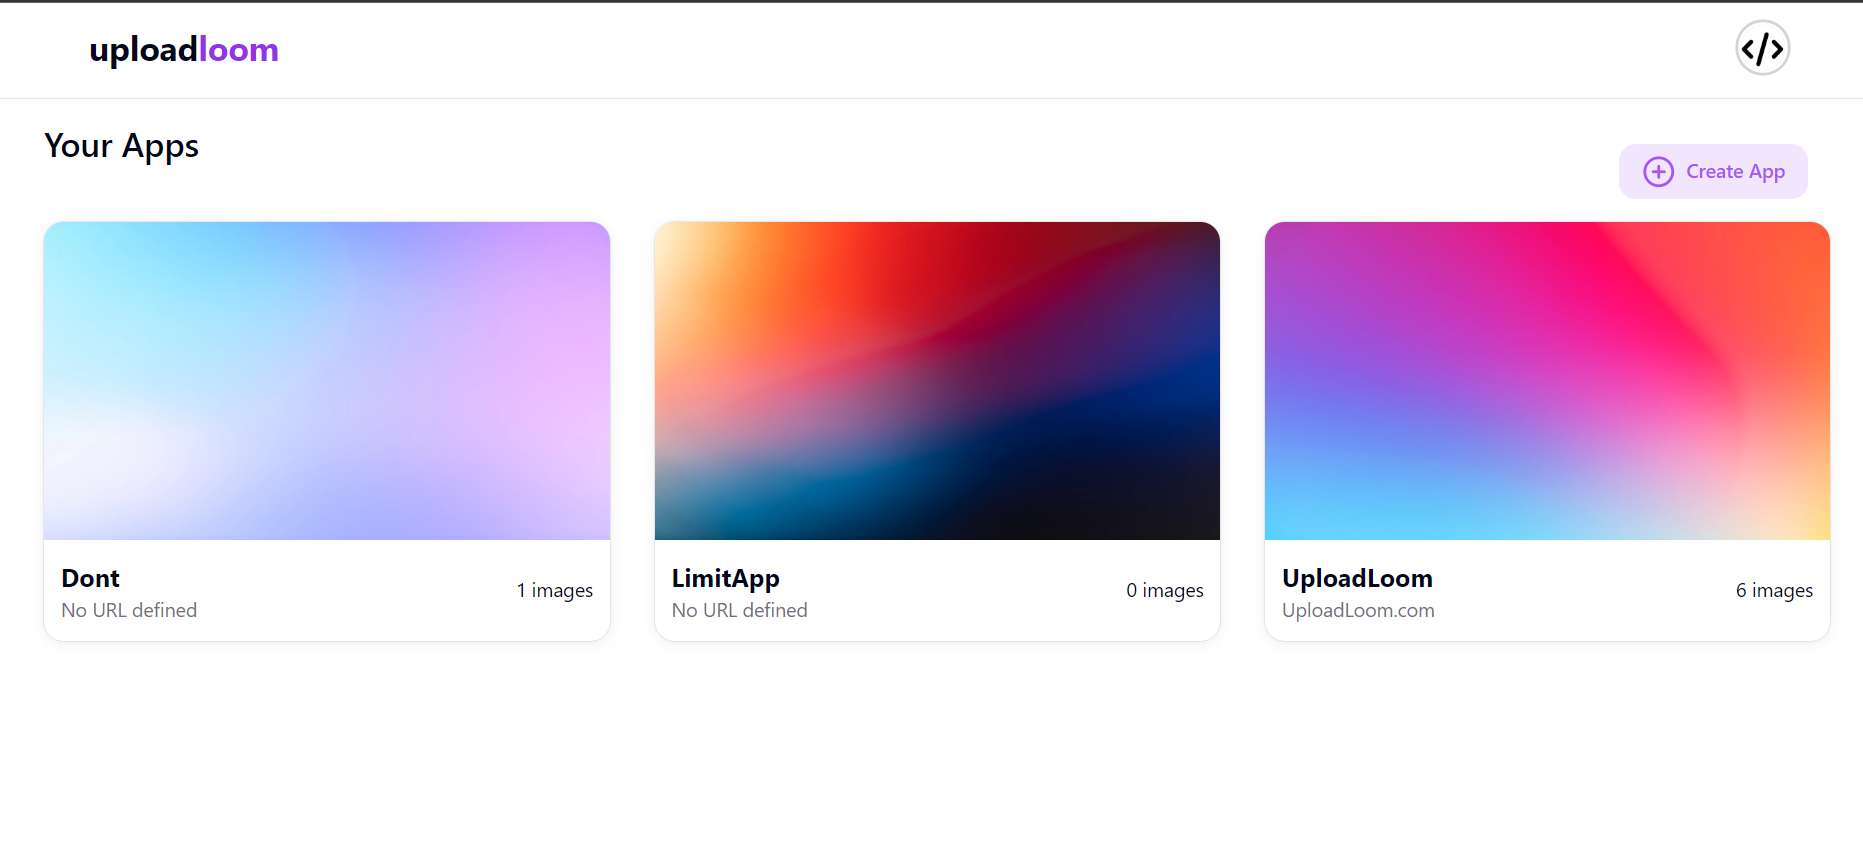 uploadloom
</>
Your Apps
Create App
Dont
No URL defined
1 images
LimitApp
No URL defined
0 images
UploadLoom
UploadLoom.com
6 images